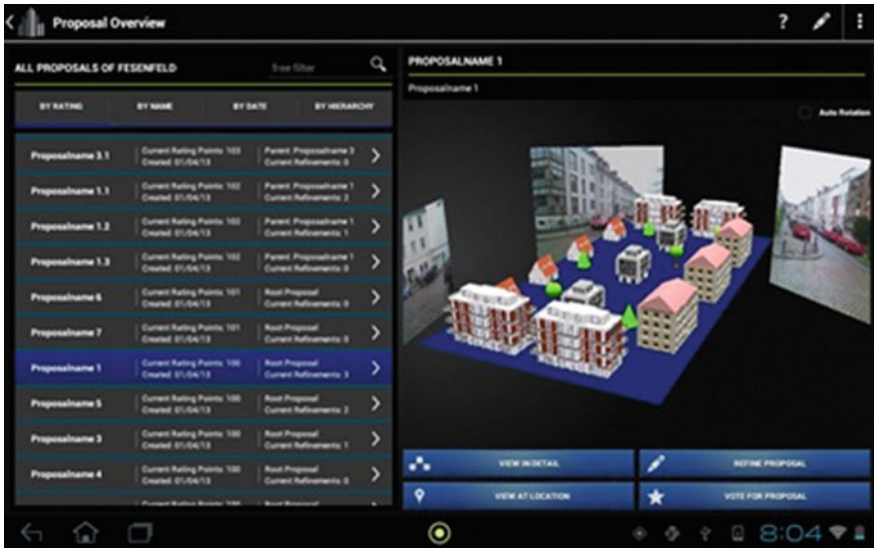 Proposal Overview
?
ALL PROPOSALS OF FESENFELD
free filter
BY RATING BY NAME BY DATE BY HIERARCHY
Proposalname 3.1
Current Rating Points: 103
Created: 01/04/13
Parent: Proposalname 3
Current Refinements: 0
Proposalname 1.1
Current Rating Points: 102
Created: 01/04/13
Parent: Proposalname 1
Current Refinements: 2
Proposalname 1.2
Current Rating Points: 102
Created: 01/04/13
Parent: Proposalname 1
Current Refinements: 1
Proposalname 1.3
Current Rating Points: 102
Created: 01/04/13
Parent: Proposalname 1
Current Refinements: 0
Proposalname 6
Current Rating Points: 101
Created: 01/04/13
Root Proposal
Current Refinements: 0
Proposalname 7
Current Rating Points: 101
Created: 01/04/13
Root Proposal
Current Refinements: 0
Proposalname 1
Current Rating Points: 100
Created: 01/04/13
Root Proposal
Current Refinements: 3
Proposalname 5
Current Rating Points: 100
Created: 01/04/13
Root Proposal
Current Refinements: 2
Proposalname 3
Current Rating Points: 100
Created: 01/04/13
Root Proposal
Current Refinements: 1
Proposalname 4
Current Rating Points: 100
Created: 01/04/13
Root Proposal
Current Refinements: 0
Current Rating Points: 100
Root Proposal
PROPOSALNAME 1
Proposalname 1
Auto Rotation
VIEW IN DETAIL
REFINE PROPOSAL
VIEW AT LOCATION
VOTE FOR PROPOSAL
8:04